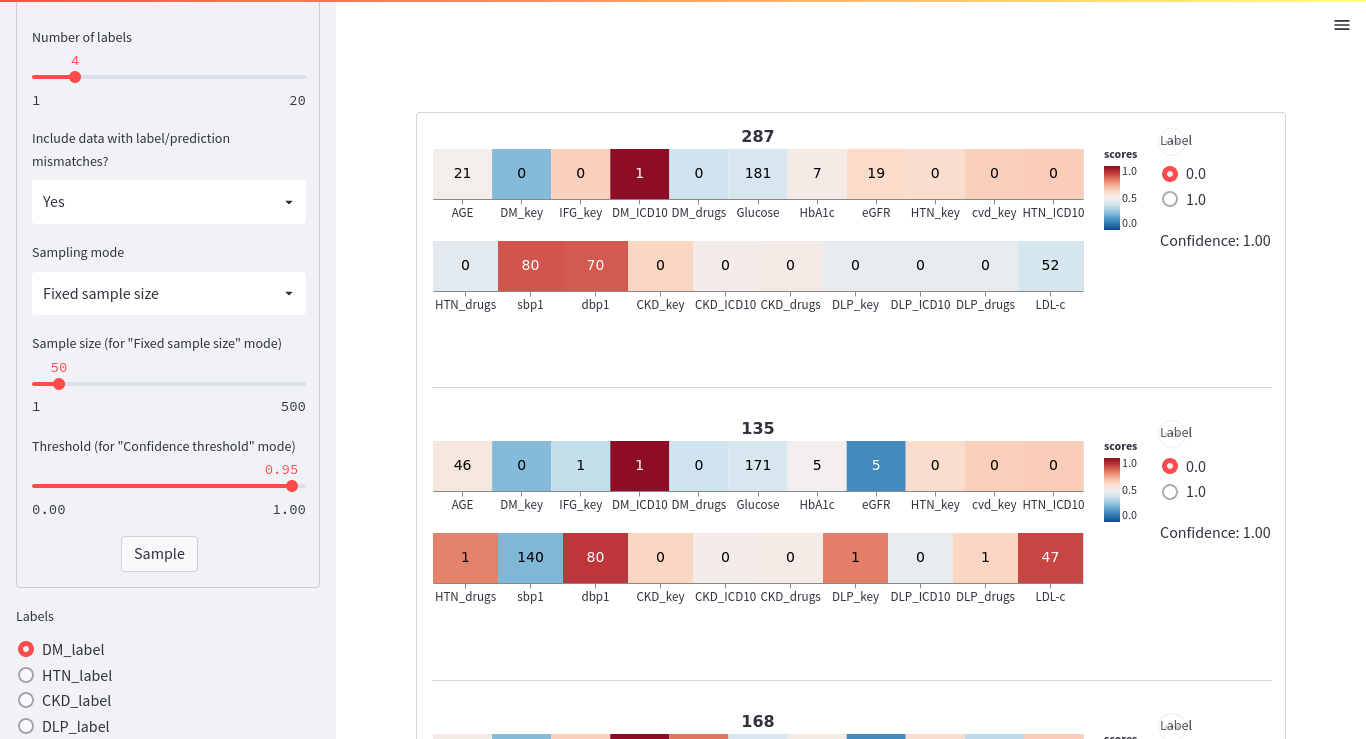 Number of labels
4
1 20
Include data with label/prediction
mismatches?
Yes
Sampling mode
Fixed sample size
Sample size (for "Fixed sample size" mode)
50
1 500
Threshold (for "Confidence threshold" mode)
0.95
0.00 1.00
Sample
Labels
DM_label
HTN_label
CKD_label
DLP_label
287
21 0 0 1 0 181 7 19 0 0 0
AGE DM_key IFG_key DM_ICD10 DM_drugs Glucose HbA1c eGFR HTN_key cvd_key HTN_ICD10
0 80 70 0 0 0 0 0 0 52
HTN_drugs sbp1 dbp1 CKD_key CKD_ICD10 CKD_drugs DLP_key DLP_ICD10 DLP_drugs LDL-c
scores
1.0
0.5
0.0
Label
0.0
1.0
Confidence: 1.00
135
46 0 1 1 0 171 5 5 0 0 0
AGE DM_key IFG_key DM_ICD10 DM_drugs Glucose HbA1c eGFR HTN_key cvd_key HTN_ICD10
1 140 80 0 0 0 1 0 1 47
HTN_drugs sbp1 dbp1 CKD_key CKD_ICD10 CKD_drugs DLP_key DLP_ICD10 DLP_drugs LDL-c
scores
1.0
0.5
0.0
Label
0.0
1.0
Confidence: 1.00
168
scores
Label